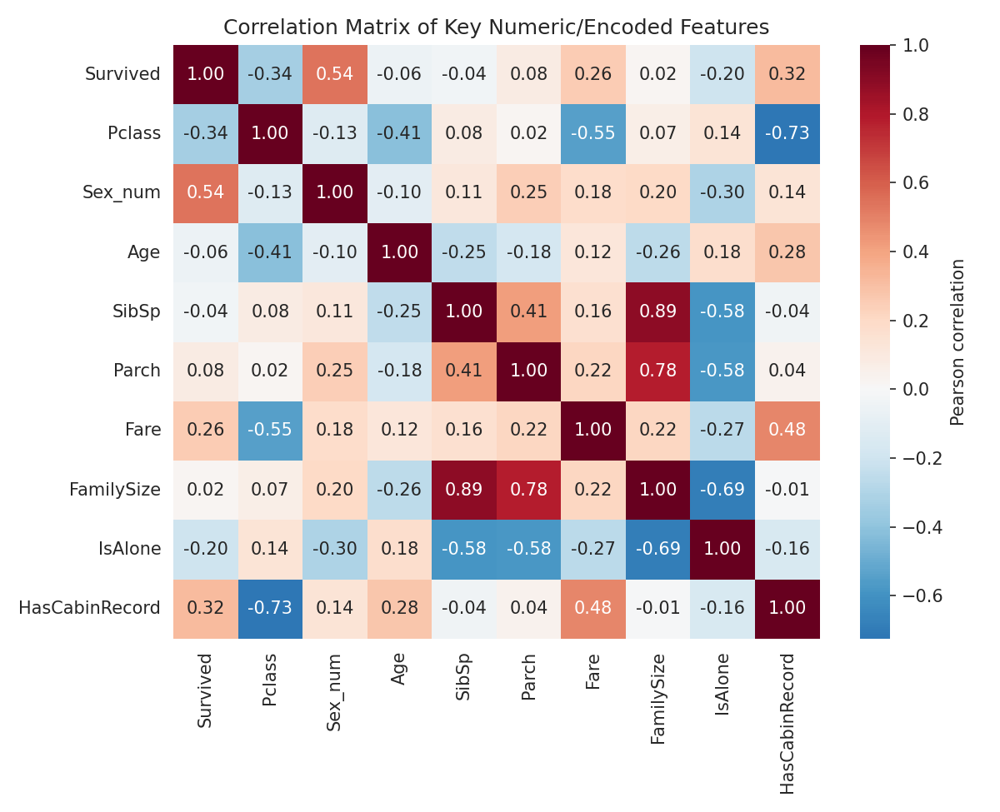 Correlation Matrix of Key Numeric/Encoded Features
Survived 1.00 -0.34 0.54 -0.06 -0.04 0.08 0.26 0.02 -0.20 0.32
Pclass -0.34 1.00 -0.13 -0.41 0.08 0.02 -0.55 0.07 0.14 -0.73
Sex_num 0.54 -0.13 1.00 -0.10 0.11 0.25 0.18 0.20 -0.30 0.14
Age -0.06 -0.41 -0.10 1.00 -0.25 -0.18 0.12 -0.26 0.18 0.28
SibSp -0.04 0.08 0.11 -0.25 1.00 0.41 0.16 0.89 -0.58 -0.04
Parch 0.08 0.02 0.25 -0.18 0.41 1.00 0.22 0.78 -0.58 0.04
Fare 0.26 -0.55 0.18 0.12 0.16 0.22 1.00 0.22 -0.27 0.48
FamilySize 0.02 0.07 0.20 -0.26 0.89 0.78 0.22 1.00 -0.69 -0.01
IsAlone -0.20 0.14 -0.30 0.18 -0.58 -0.58 -0.27 -0.69 1.00 -0.16
HasCabinRecord 0.32 -0.73 0.14 0.28 -0.04 0.04 0.48 -0.01 -0.16 1.00
Survived Pclass Sex_num Age SibSp Parch Fare FamilySize IsAlone HasCabinRecord
1.0
0.8
0.6
0.4
0.2
0.0
−0.2
−0.4
−0.6
Pearson correlation